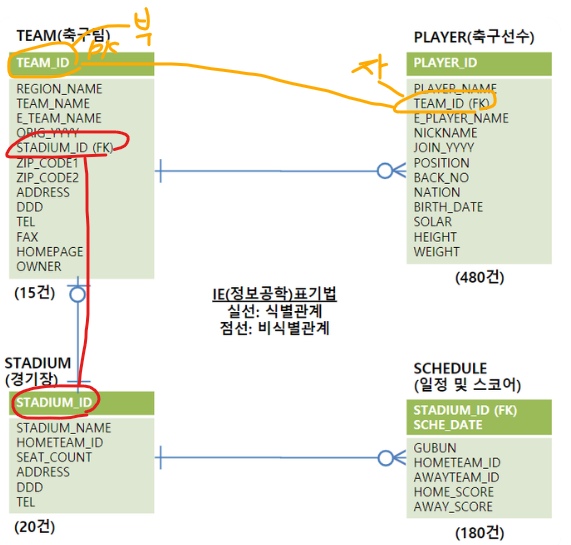 TEAM(축구팀)
pk
부
TEAM_ID
REGION_NAME
TEAM_NAME
E_TEAM_NAME
ORIG_YYYY
STADIUM_ID (FK)
ZIP_CODE1
ZIP_CODE2
ADDRESS
DDD
TEL
FAX
HOMEPAGE
OWNER
(15건)
PLAYER(축구선수)
자
PLAYER_ID
PLAYER_NAME
TEAM_ID (FK)
E_PLAYER_NAME
NICKNAME
JOIN_YYYY
POSITION
BACK_NO
NATION
BIRTH_DATE
SOLAR
HEIGHT
WEIGHT
(480건)
IE(정보공학)표기법
실선: 식별관계
점선: 비식별관계
STADIUM
(경기장)
STADIUM_ID
STADIUM_NAME
HOMETEAM_ID
SEAT_COUNT
ADDRESS
DDD
TEL
(20건)
SCHEDULE
(일정 및 스코어)
STADIUM_ID (FK)
SCHE_DATE
GUBUN
HOMETEAM_ID
AWAYTEAM_ID
HOME_SCORE
AWAY_SCORE
(180건)